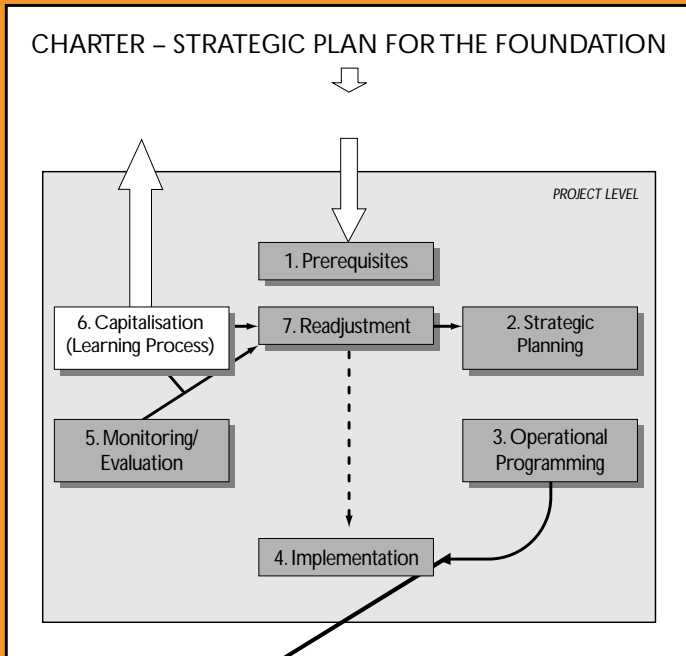 CHARTER – STRATEGIC PLAN FOR THE FOUNDATION
PROJECT LEVEL
1. Prerequisites
6. Capitalisation
(Learning Process)
7. Readjustment
2. Strategic
Planning
5. Monitoring/
Evaluation
3. Operational
Programming
4. Implementation